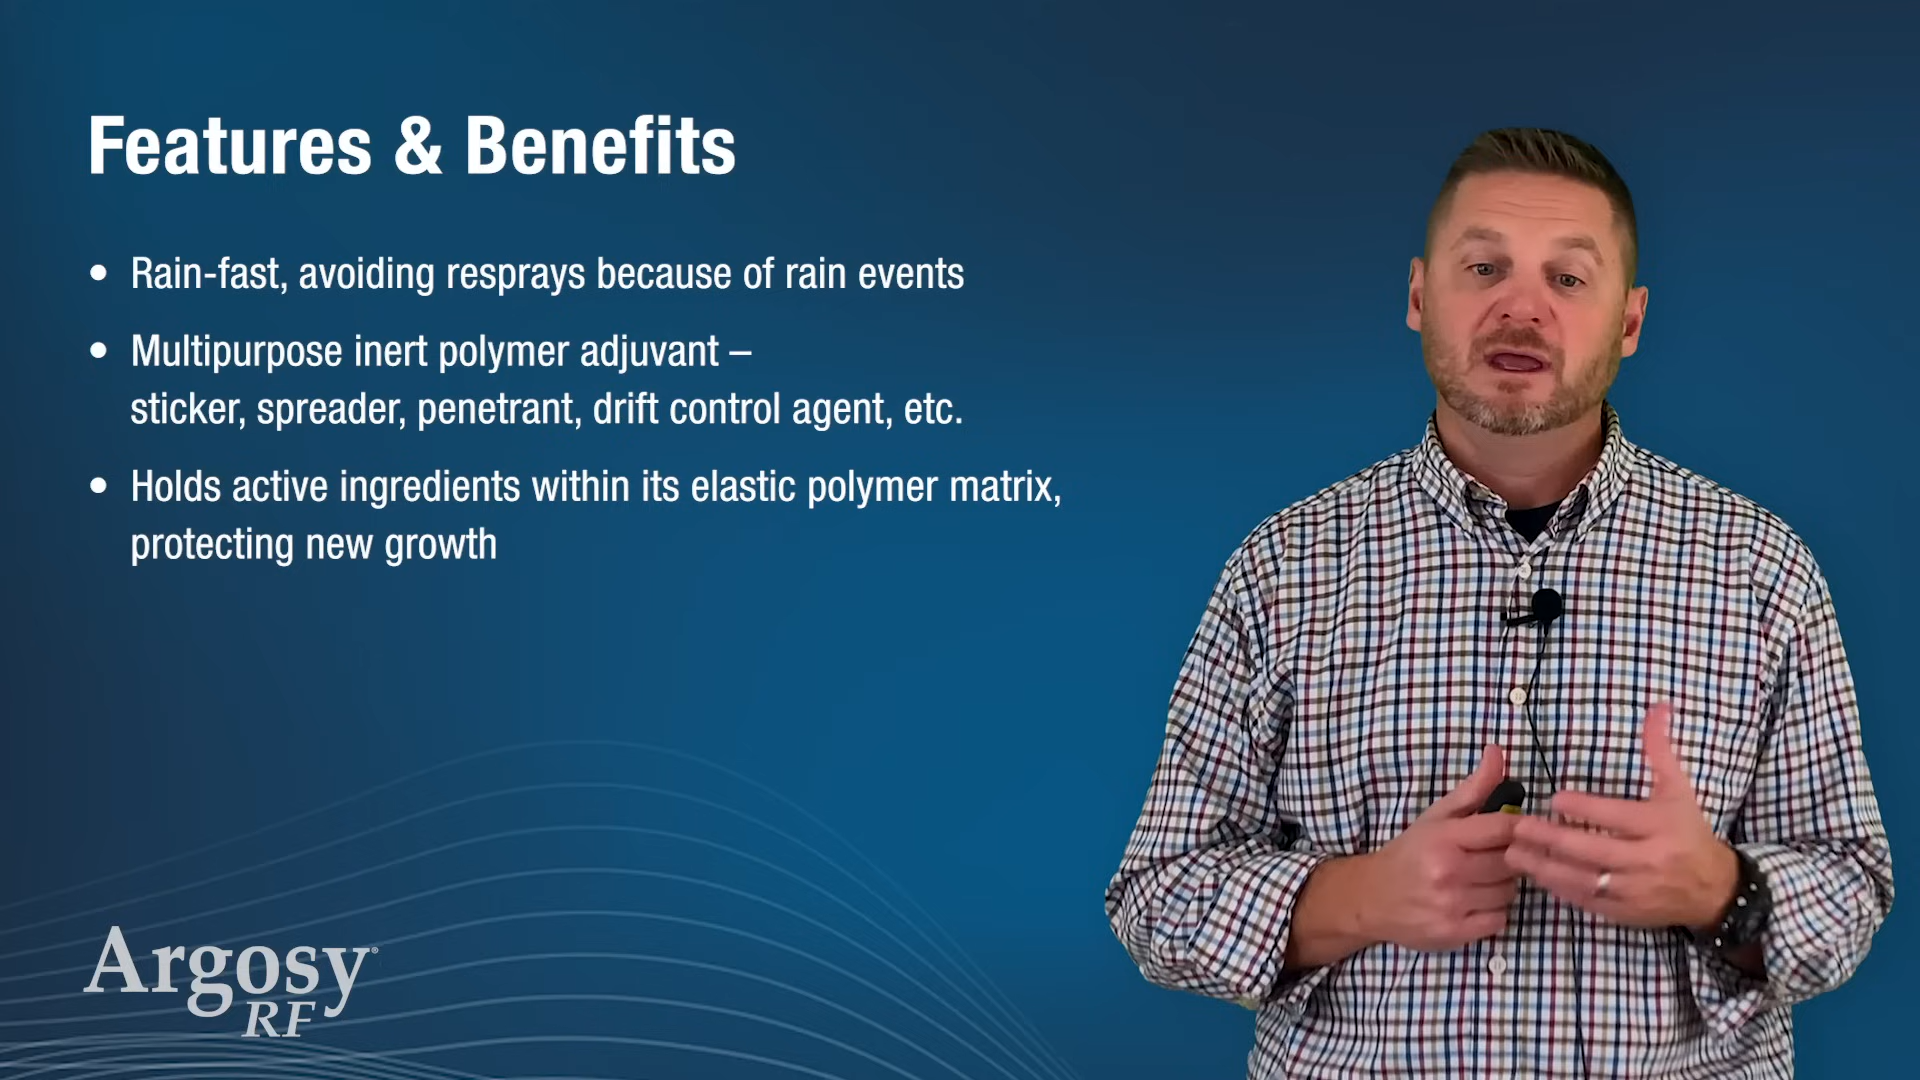 Features & Benefits
• Rain-fast, avoiding resprays because of rain events
• Multipurpose inert polymer adjuvant –
sticker, spreader, penetrant, drift control agent, etc.
• Holds active ingredients within its elastic polymer matrix,
protecting new growth
Argosy®
RF